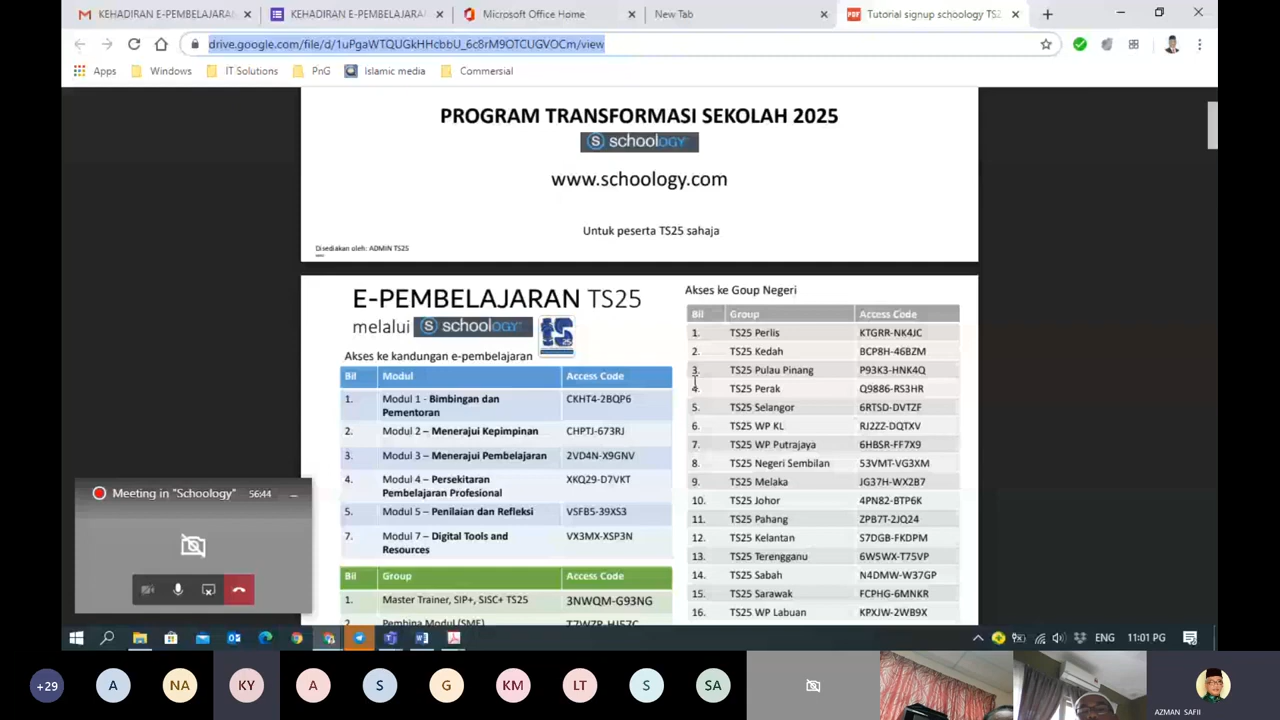 KEHADIRAN E-PEMBELAJARAN
KEHADIRAN E-PEMBELAJARA
Microsoft Office Home
New Tab
Tutorial signup schoology TS2
drive.google.com/file/d/1uPgaWTQUGkHHcbbU_6c8rM9OTCUGVOCm/view
Apps
Windows
IT Solutions
PnG
Islamic media
Commersial
PROGRAM TRANSFORMASI SEKOLAH 2025
S schoology
www.schoology.com
Untuk peserta TS25 sahaja
Disediakan oleh: ADMIN TS25
E-PEMBELAJARAN TS25
melalui S schoology
Akses ke kandungan e-pembelajaran
Bil Modul Access Code
1. Modul 1 - Bimbingan dan CKHT4-2BQP6
Pementoran
2. Modul 2 – Menerajui Kepimpinan CHPTJ-673RJ
3. Modul 3 – Menerajui Pembelajaran 2VD4N-X9GNV
4. Modul 4 – Persekitaran XKQ29-D7VKT
Pembelajaran Profesional
5. Modul 5 – Penilaian dan Refleksi VSFB5-39XS3
7. Modul 7 – Digital Tools and VX3MX-XSP3N
Resources
Bil Group Access Code
1. Master Trainer, SIP+, SISC+ TS25 3NWQM-G93NG
2. Pembina Modul (SME) T7WZR-HJ57C
Akses ke Goup Negeri
Bil Group Access Code
1. TS25 Perlis KTGRR-NK4JC
2. TS25 Kedah BCP8H-46BZM
3. TS25 Pulau Pinang P93K3-HNK4Q
4. TS25 Perak Q9886-RS3HR
5. TS25 Selangor 6RTSD-DVTZF
6. TS25 WP KL RJ2ZZ-DQTXV
7. TS25 WP Putrajaya 6HBSR-FF7X9
8. TS25 Negeri Sembilan 53VMT-VG3XM
9. TS25 Melaka JG37H-WX2B7
10. TS25 Johor 4PN82-BTP6K
11. TS25 Pahang ZPB7T-2JQ24
12. TS25 Kelantan S7DGB-FKDPM
13. TS25 Terengganu 6W5WX-T75VP
14. TS25 Sabah N4DMW-W37GP
15. TS25 Sarawak FCPHG-6MNKR
16. TS25 WP Labuan KPXJW-2WB9X
Meeting in "Schoology" 56:44
ENG
11:01 PG
+29
A
NA
KY
A
S
G
KM
LT
S
SA
AZMAN SAFII